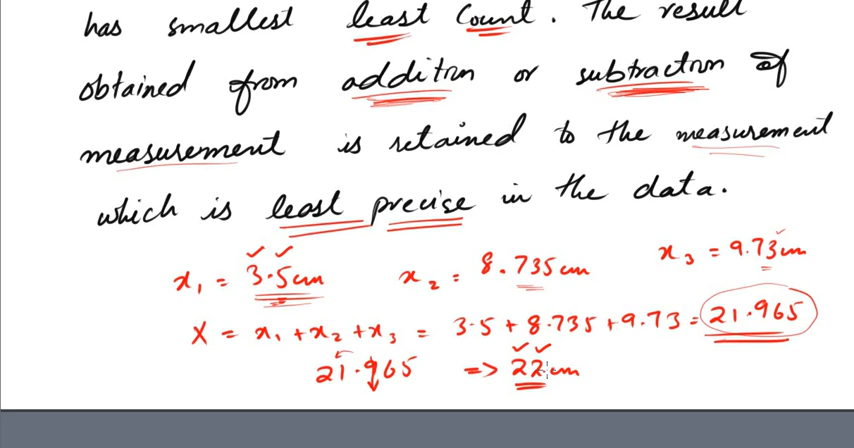 has smallest least count. The result
obtained from addition or subtraction of
measurement is retained to the measurement
which is least precise in the data.
x₁ = 3.5cm x₂ = 8.735cm x₃ = 9.73cm
X = x₁ + x₂ + x₃ = 3.5 + 8.735 + 9.73 = 21.965
21.965 => 22cm